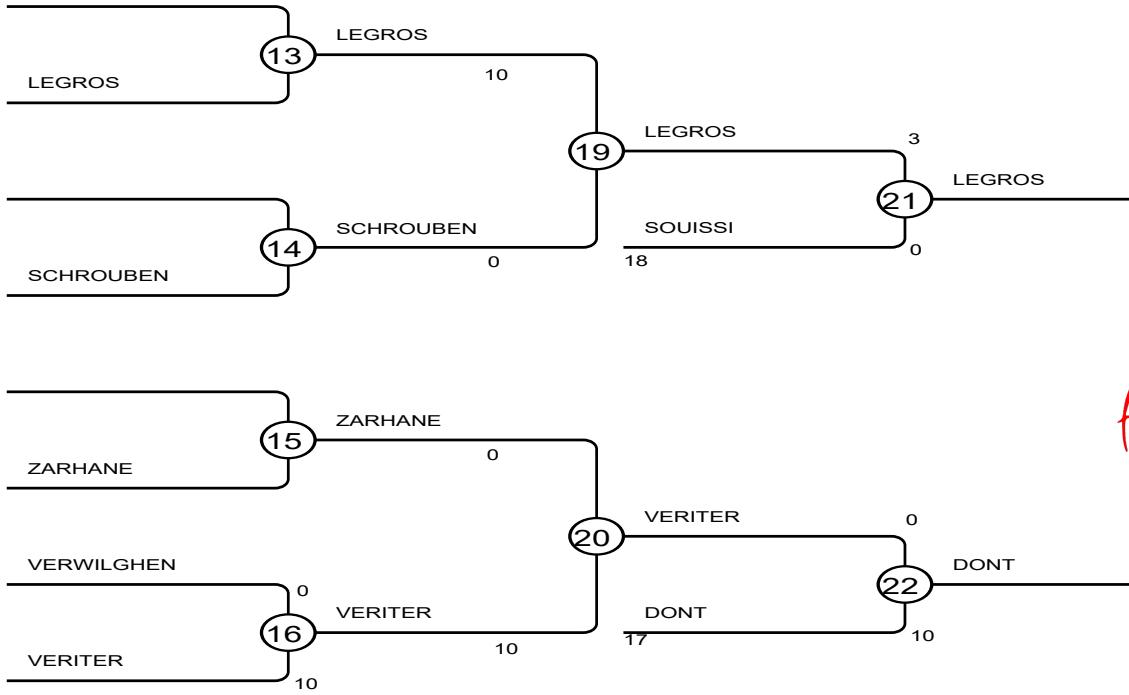 LEGROS
13
10
LEGROS
LEGROS
3
19
LEGROS
21
SCHROUBEN
SOUISSI
14
0
18
0
SCHROUBEN
ZARHANE
15
0
ZARHANE
VERITER
0
20
VERWILGHEN
DONT
0
22
VERITER
DONT
16
10
17
10
VERITER
10